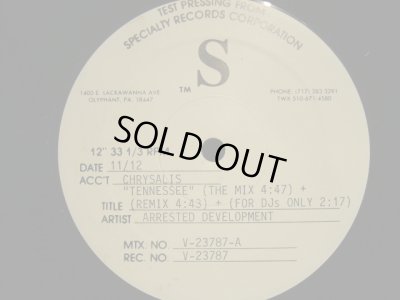 TEST PRESSING FROM
SPECIALTY RECORDS CORPORATION
S
TM
1400 E. LACKAWANNA AVE
OLYPHANT, PA. 18447
PHONE: (717) 383-3291
TWX 510-671-4580
SOLD OUT
12" 33 1/3 RPM
DATE 11/12
ACC'T CHRYSALIS
"TENNESSEE" (THE MIX 4:47) +
TITLE (REMIX 4:43) + (FOR DJs ONLY 2:17)
ARTIST ARRESTED DEVELOPMENT
MTX. NO. V-23787-A
REC. NO. V-23787